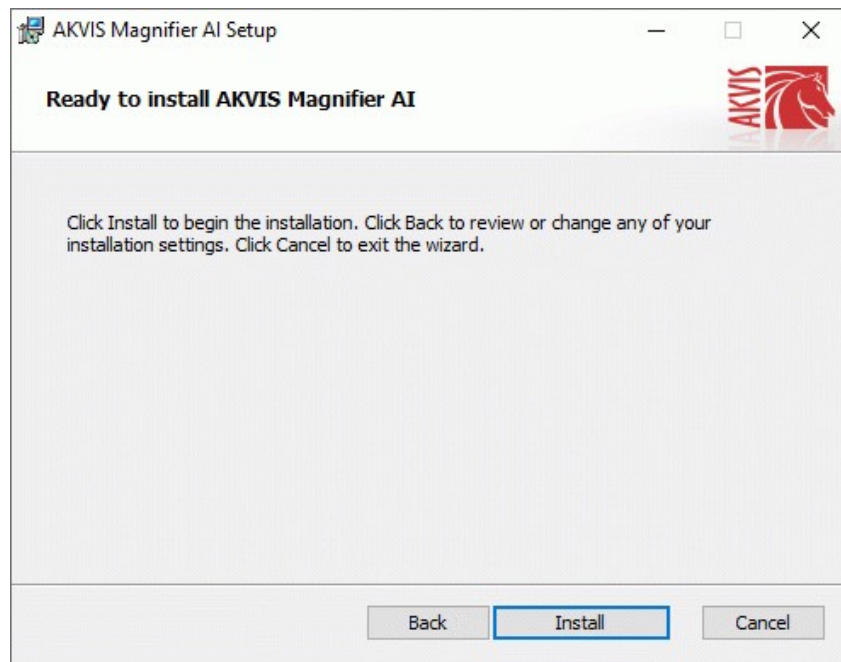 AKVIS Magnifier AI Setup
Ready to install AKVIS Magnifier AI
AKVIS
Click Install to begin the installation. Click Back to review or change any of your
installation settings. Click Cancel to exit the wizard.
Back
Install
Cancel